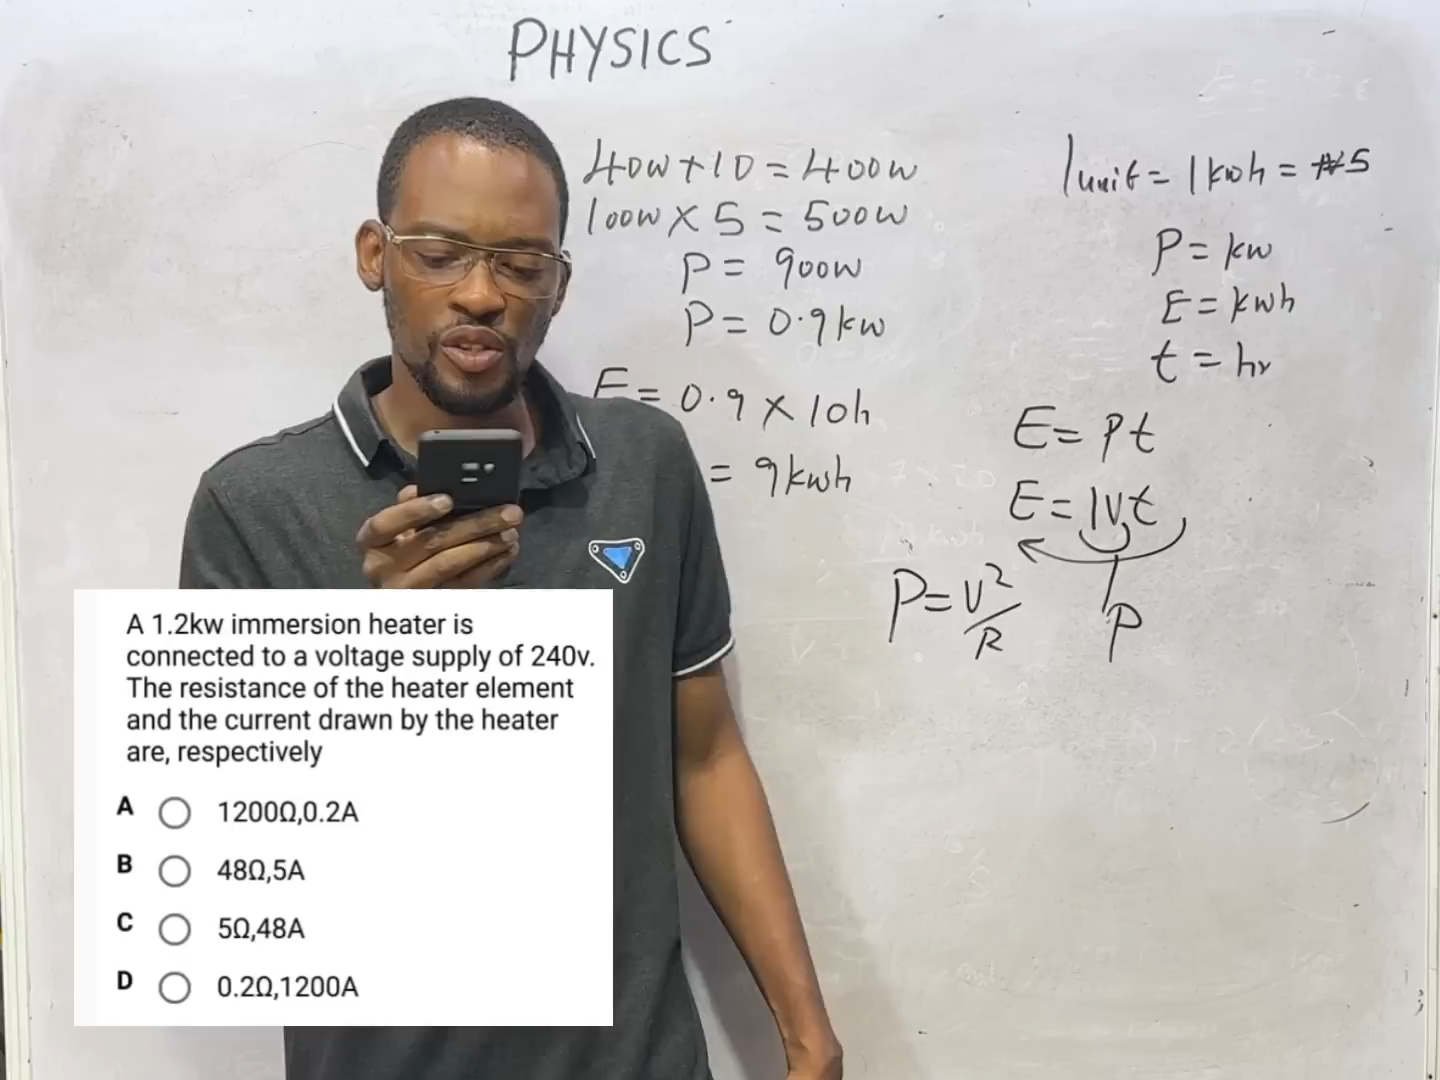 PHYSICS
40w + 10 = 400w
100w × 5 = 500w
P = 900w
P = 0.9kw
E = 0.9 × 10h
= 9kwh
1 unit = 1kwh = ₦5
P = kw
E = kwh
t = hr
E = Pt
E = IVt
P
P = V²/R
A 1.2kw immersion heater is
connected to a voltage supply of 240v.
The resistance of the heater element
and the current drawn by the heater
are, respectively
A 1200Ω,0.2A
B 48Ω,5A
C 5Ω,48A
D 0.2Ω,1200A